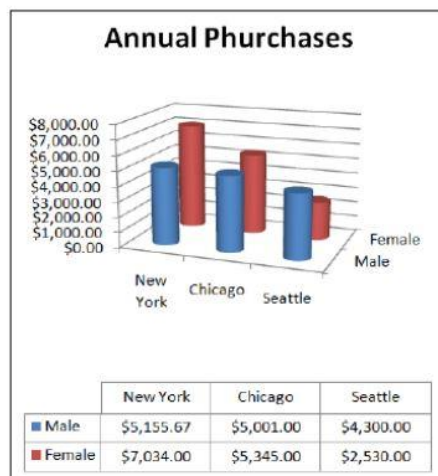 Annual Phurchases
$8,000.00
$7,000.00
$6,000.00
$5,000.00
$4,000.00
$3,000.00
$2,000.00
$1,000.00
$0.00
New York
Chicago
Seattle
Female
Male
New York Chicago Seattle
Male $5,155.67 $5,001.00 $4,300.00
Female $7,034.00 $5,345.00 $2,530.00